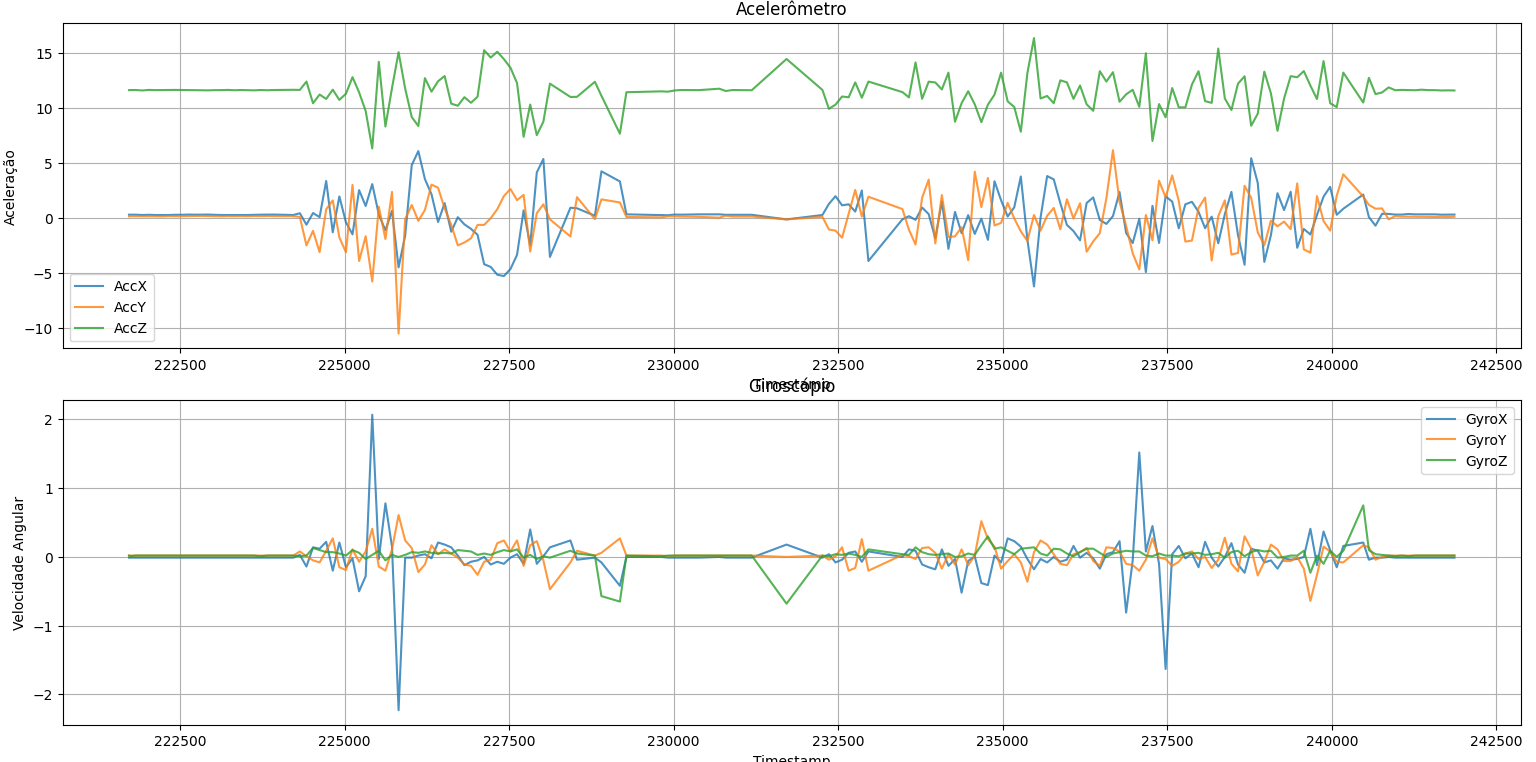 Acelerômetro
15
10
5
0
−5
−10
Aceleração
AccX
AccY
AccZ
222500 225000 227500 230000 232500 235000 237500 240000 242500
Timestamp
Giroscópio
2
1
0
−1
−2
Velocidade Angular
GyroX
GyroY
GyroZ
222500 225000 227500 230000 232500 235000 237500 240000 242500
Timestamp